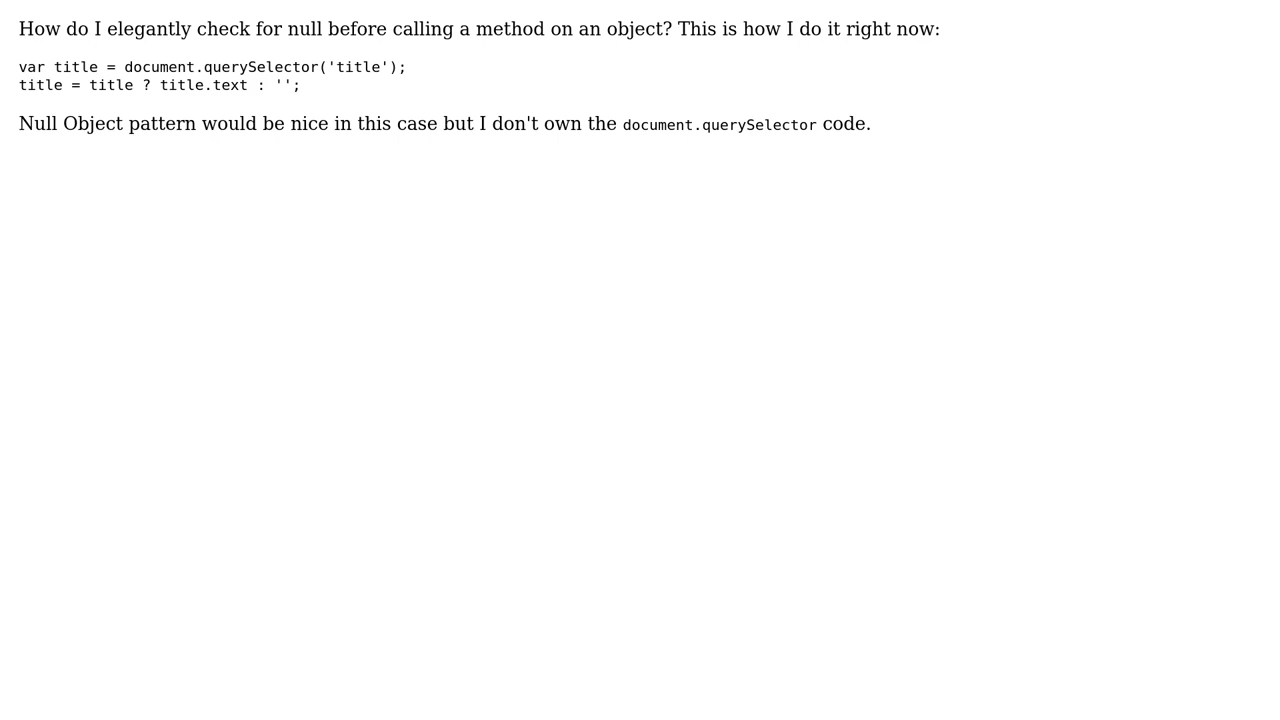 How do I elegantly check for null before calling a method on an object? This is how I do it right now:
var title = document.querySelector('title');
title = title ? title.text : '';
Null Object pattern would be nice in this case but I don't own the document.querySelector code.